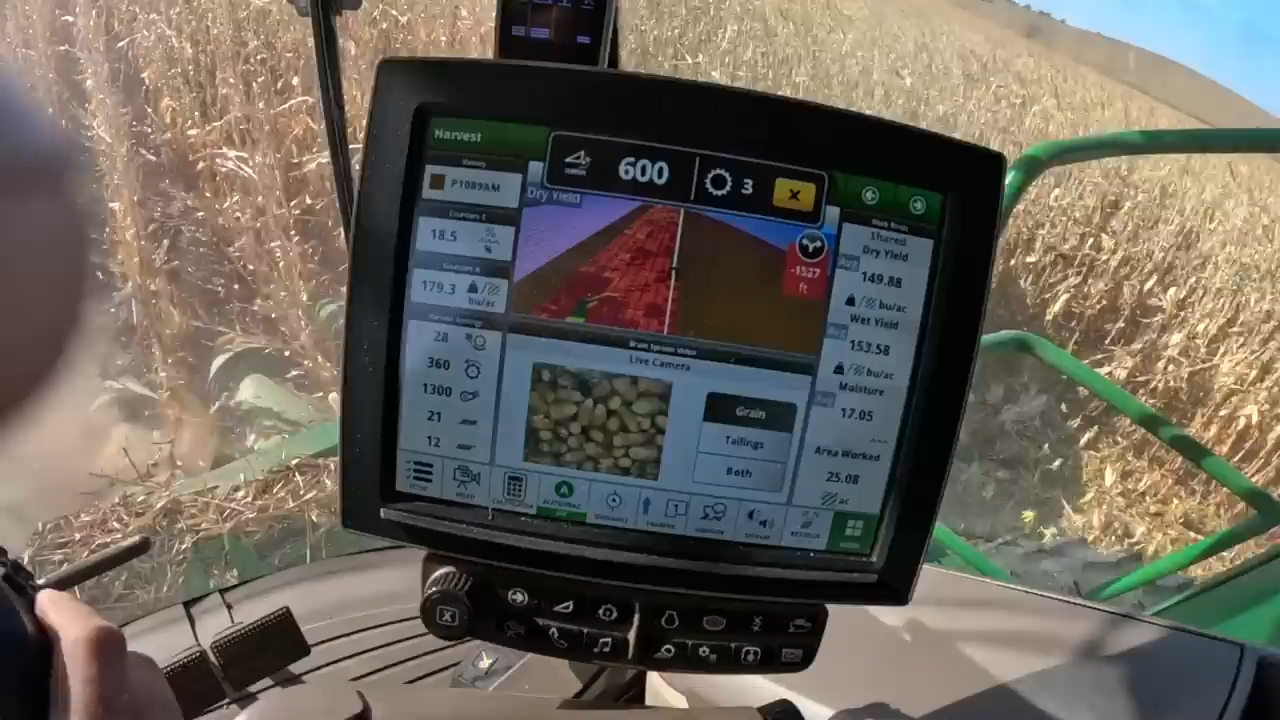 Harvest
600
3
P1089AM
Dry Yield
18.5
%
179.3
bu/ac
28
360
1300
21
12
-1527
ft
Live Camera
Grain
Tailings
Both
Shared
Dry Yield
149.88
bu/ac
Wet Yield
153.58
bu/ac
Moisture
17.05
Area Worked
25.08
ac
AUTOTRAC